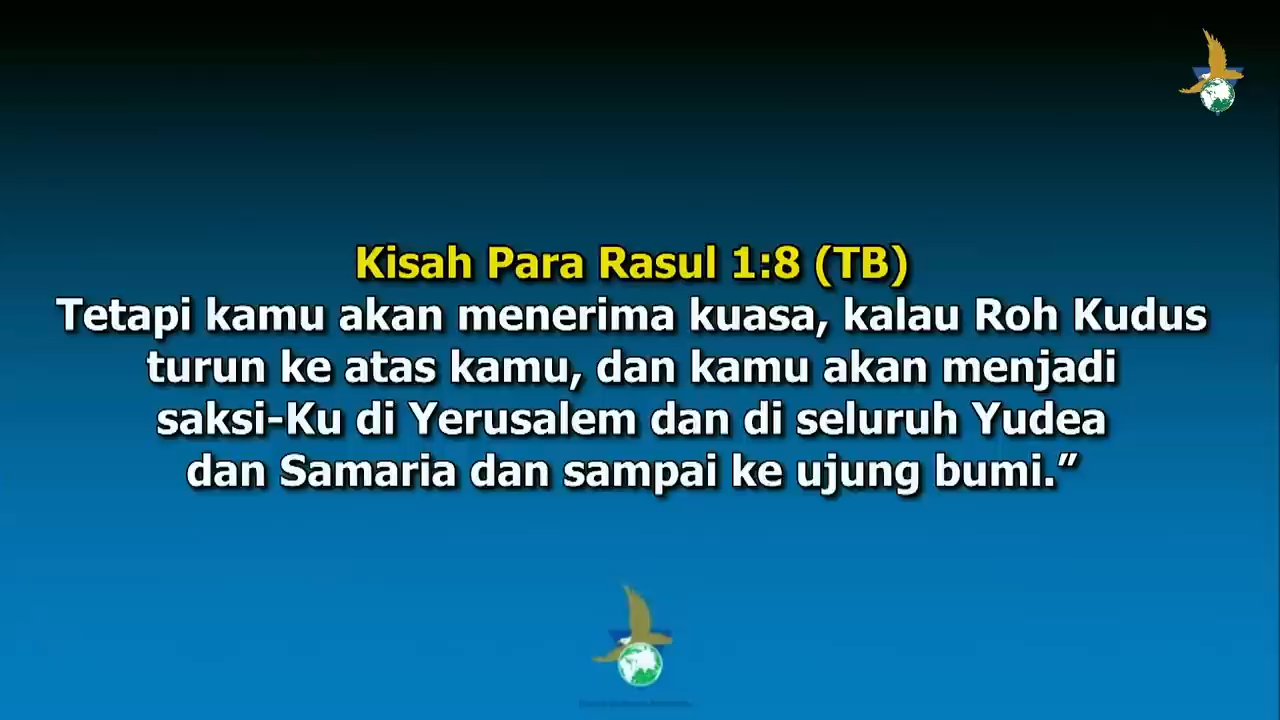 Kisah Para Rasul 1:8 (TB)
Tetapi kamu akan menerima kuasa, kalau Roh Kudus
turun ke atas kamu, dan kamu akan menjadi
saksi-Ku di Yerusalem dan di seluruh Yudea
dan Samaria dan sampai ke ujung bumi.”